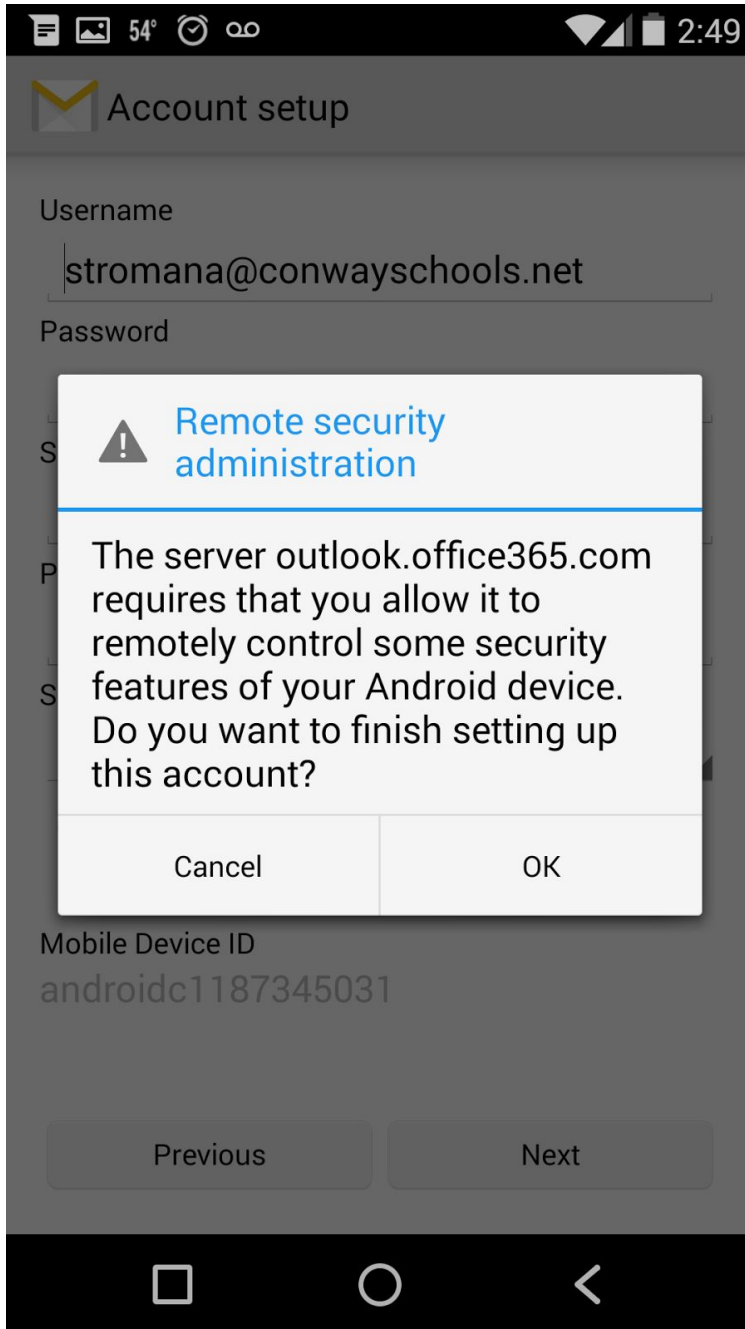 54°
2:49
Account setup
Username
stromana@conwayschools.net
Password
S
Remote security
administration
P
The server outlook.office365.com
requires that you allow it to
remotely control some security
features of your Android device.
S
Do you want to finish setting up
this account?
Cancel
OK
Mobile Device ID
androidc1187345031
Previous
Next